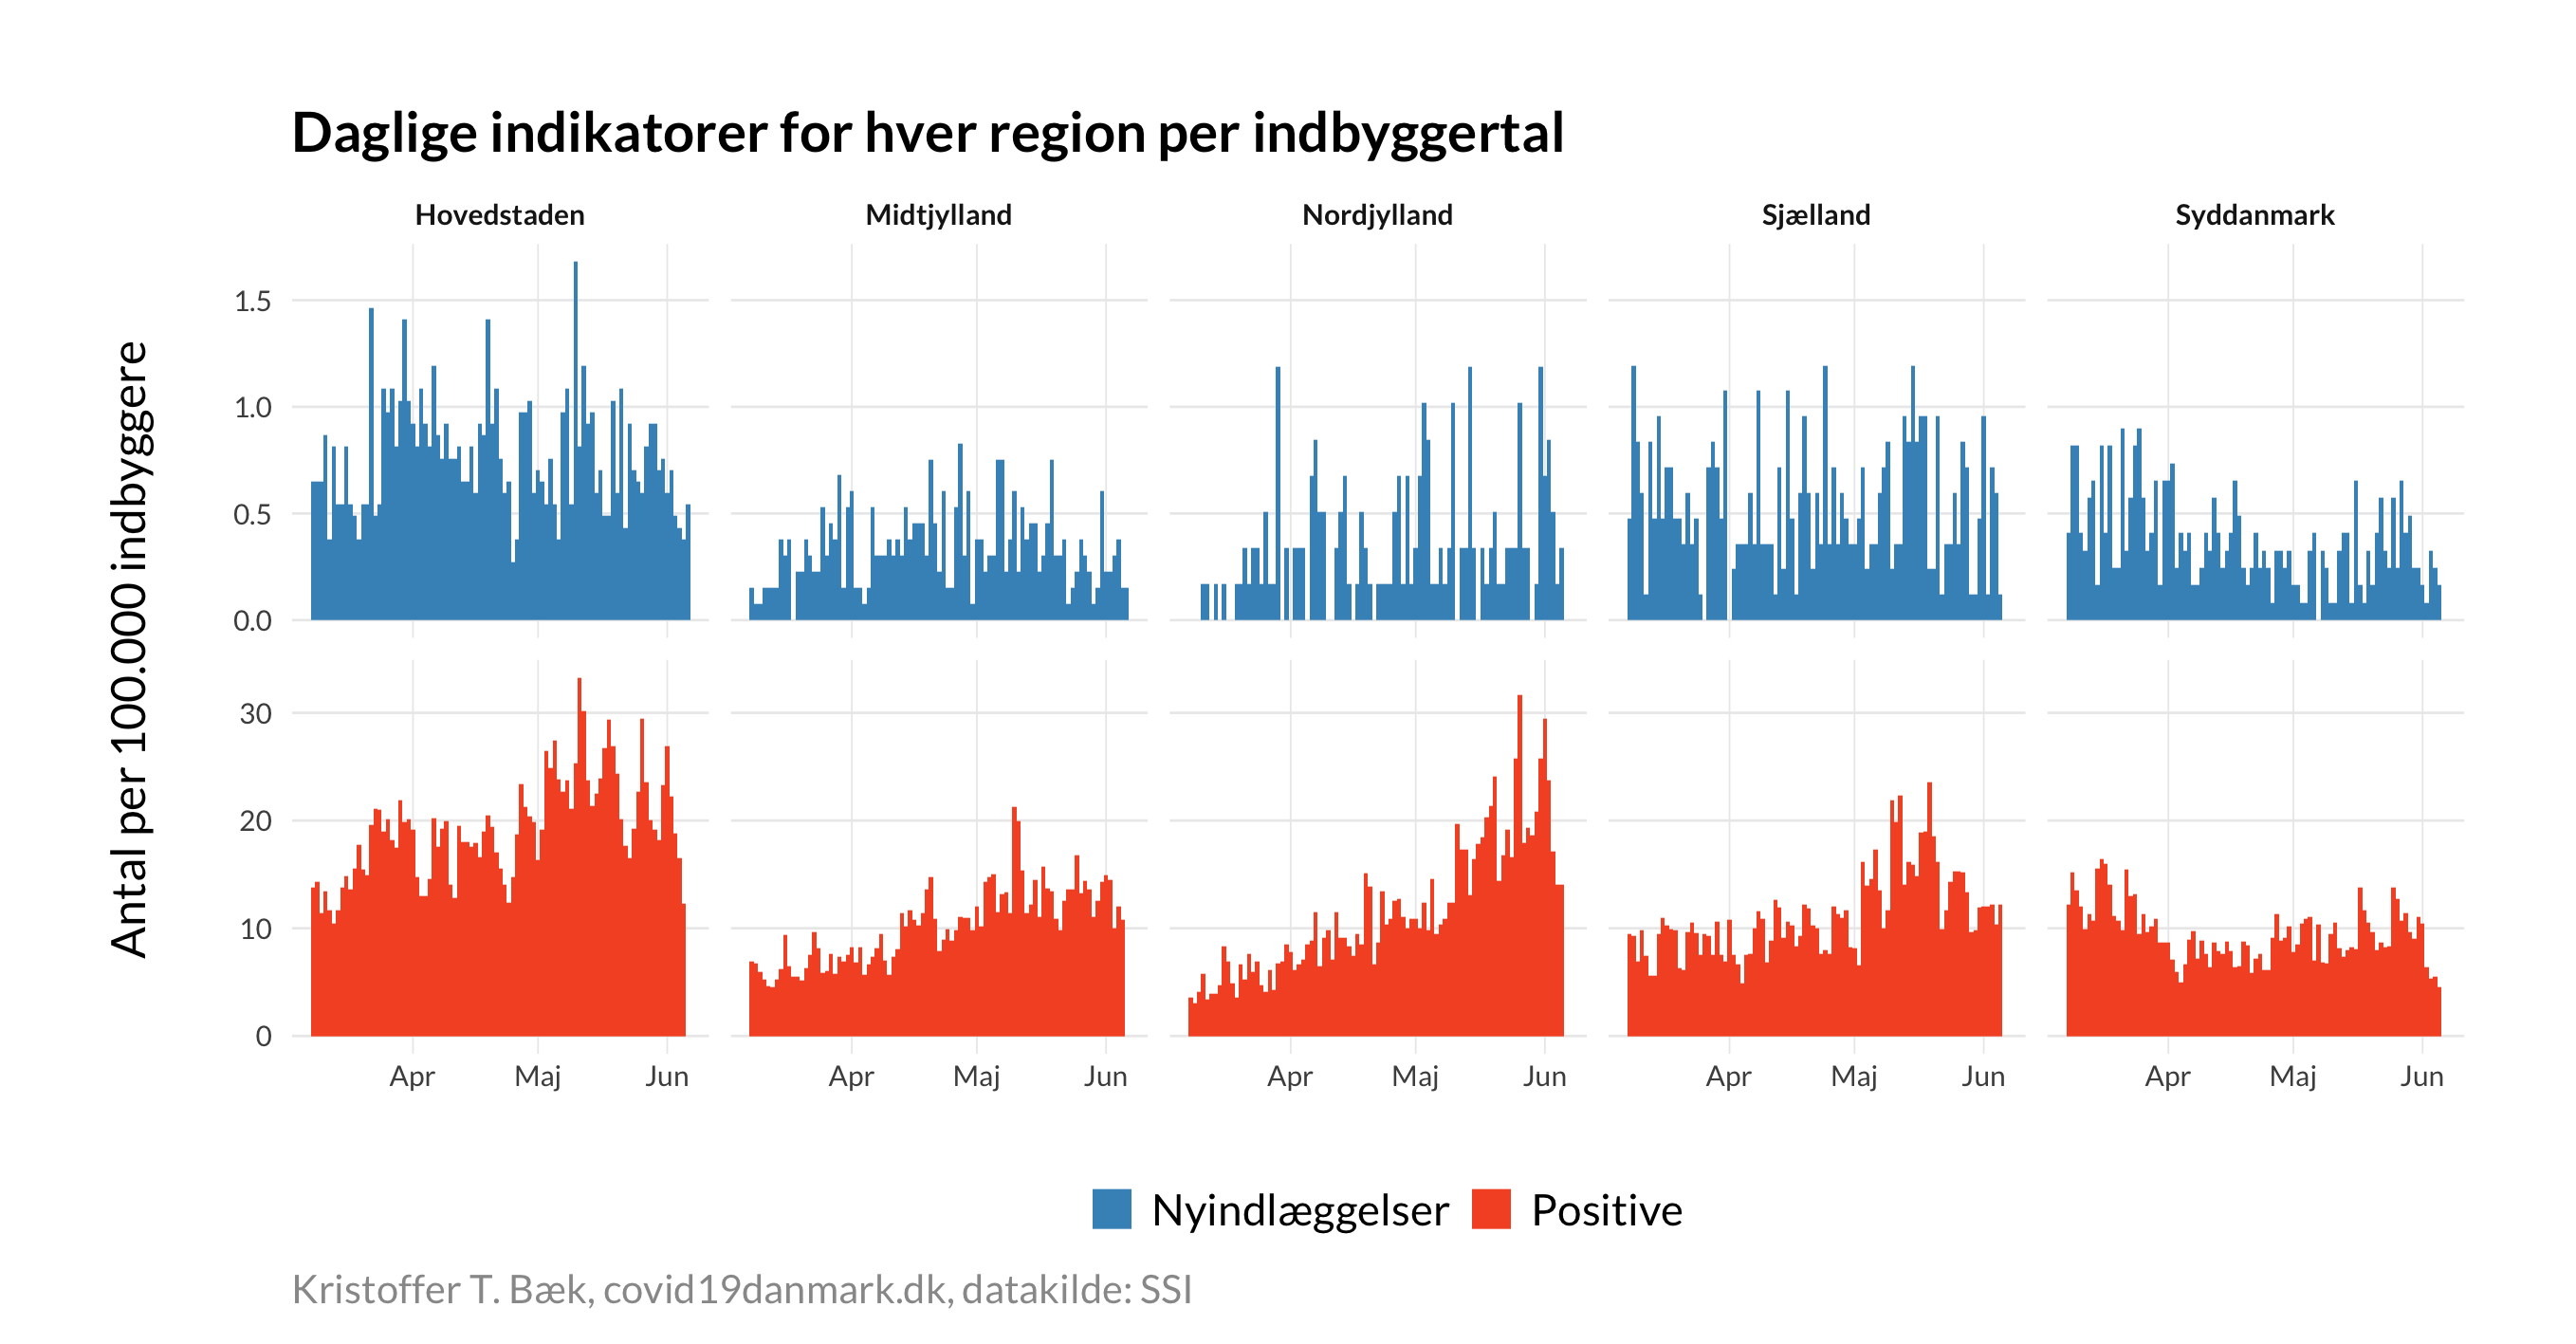 Daglige indikatorer for hver region per indbyggertal
Hovedstaden Midtjylland Nordjylland Sjælland Syddanmark
Antal per 100.000 indbyggere
1.5
1.0
0.5
0.0
30
20
10
0
Apr Maj Jun Apr Maj Jun Apr Maj Jun Apr Maj Jun Apr Maj Jun
Nyindlæggelser Positive
Kristoffer T. Bæk, covid19danmark.dk, datakilde: SSI